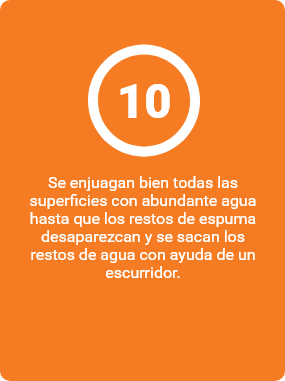 10
Se enjuagan bien todas las
superficies con abundante agua
hasta que los restos de espuma
desaparezcan y se sacan los
restos de agua con ayuda de un
escurridor.